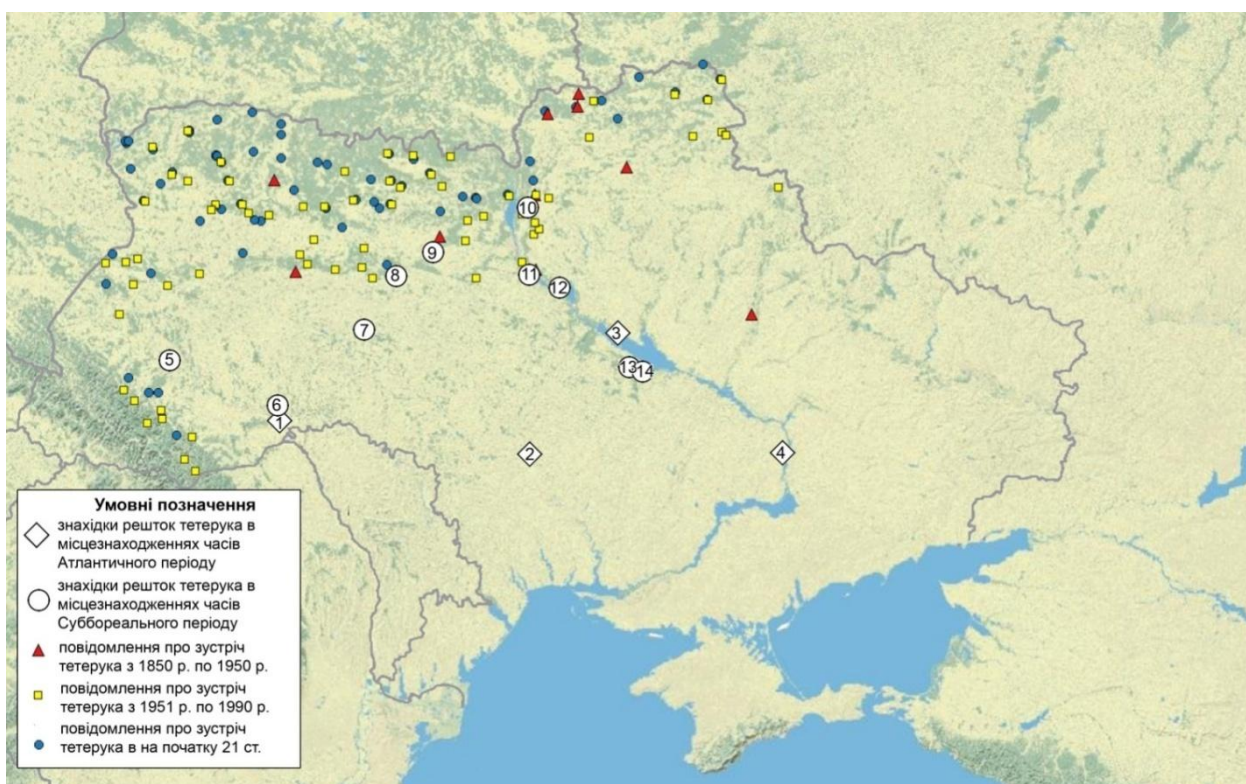 10
9
11
8
12
7
3
5
13
14
6
1
2
4
Умовні позначення
знахідки решток тетерука в
місцезнаходженнях часів
Атлантичного періоду
знахідки решток тетерука в
місцезнаходженнях часів
Суббореального періоду
повідомлення про зустріч
тетерука з 1850 р. по 1950 р.
повідомлення про зустріч
тетерука з 1951 р. по 1990 р.
повідомлення про зустріч
тетерука в на початку 21 ст.